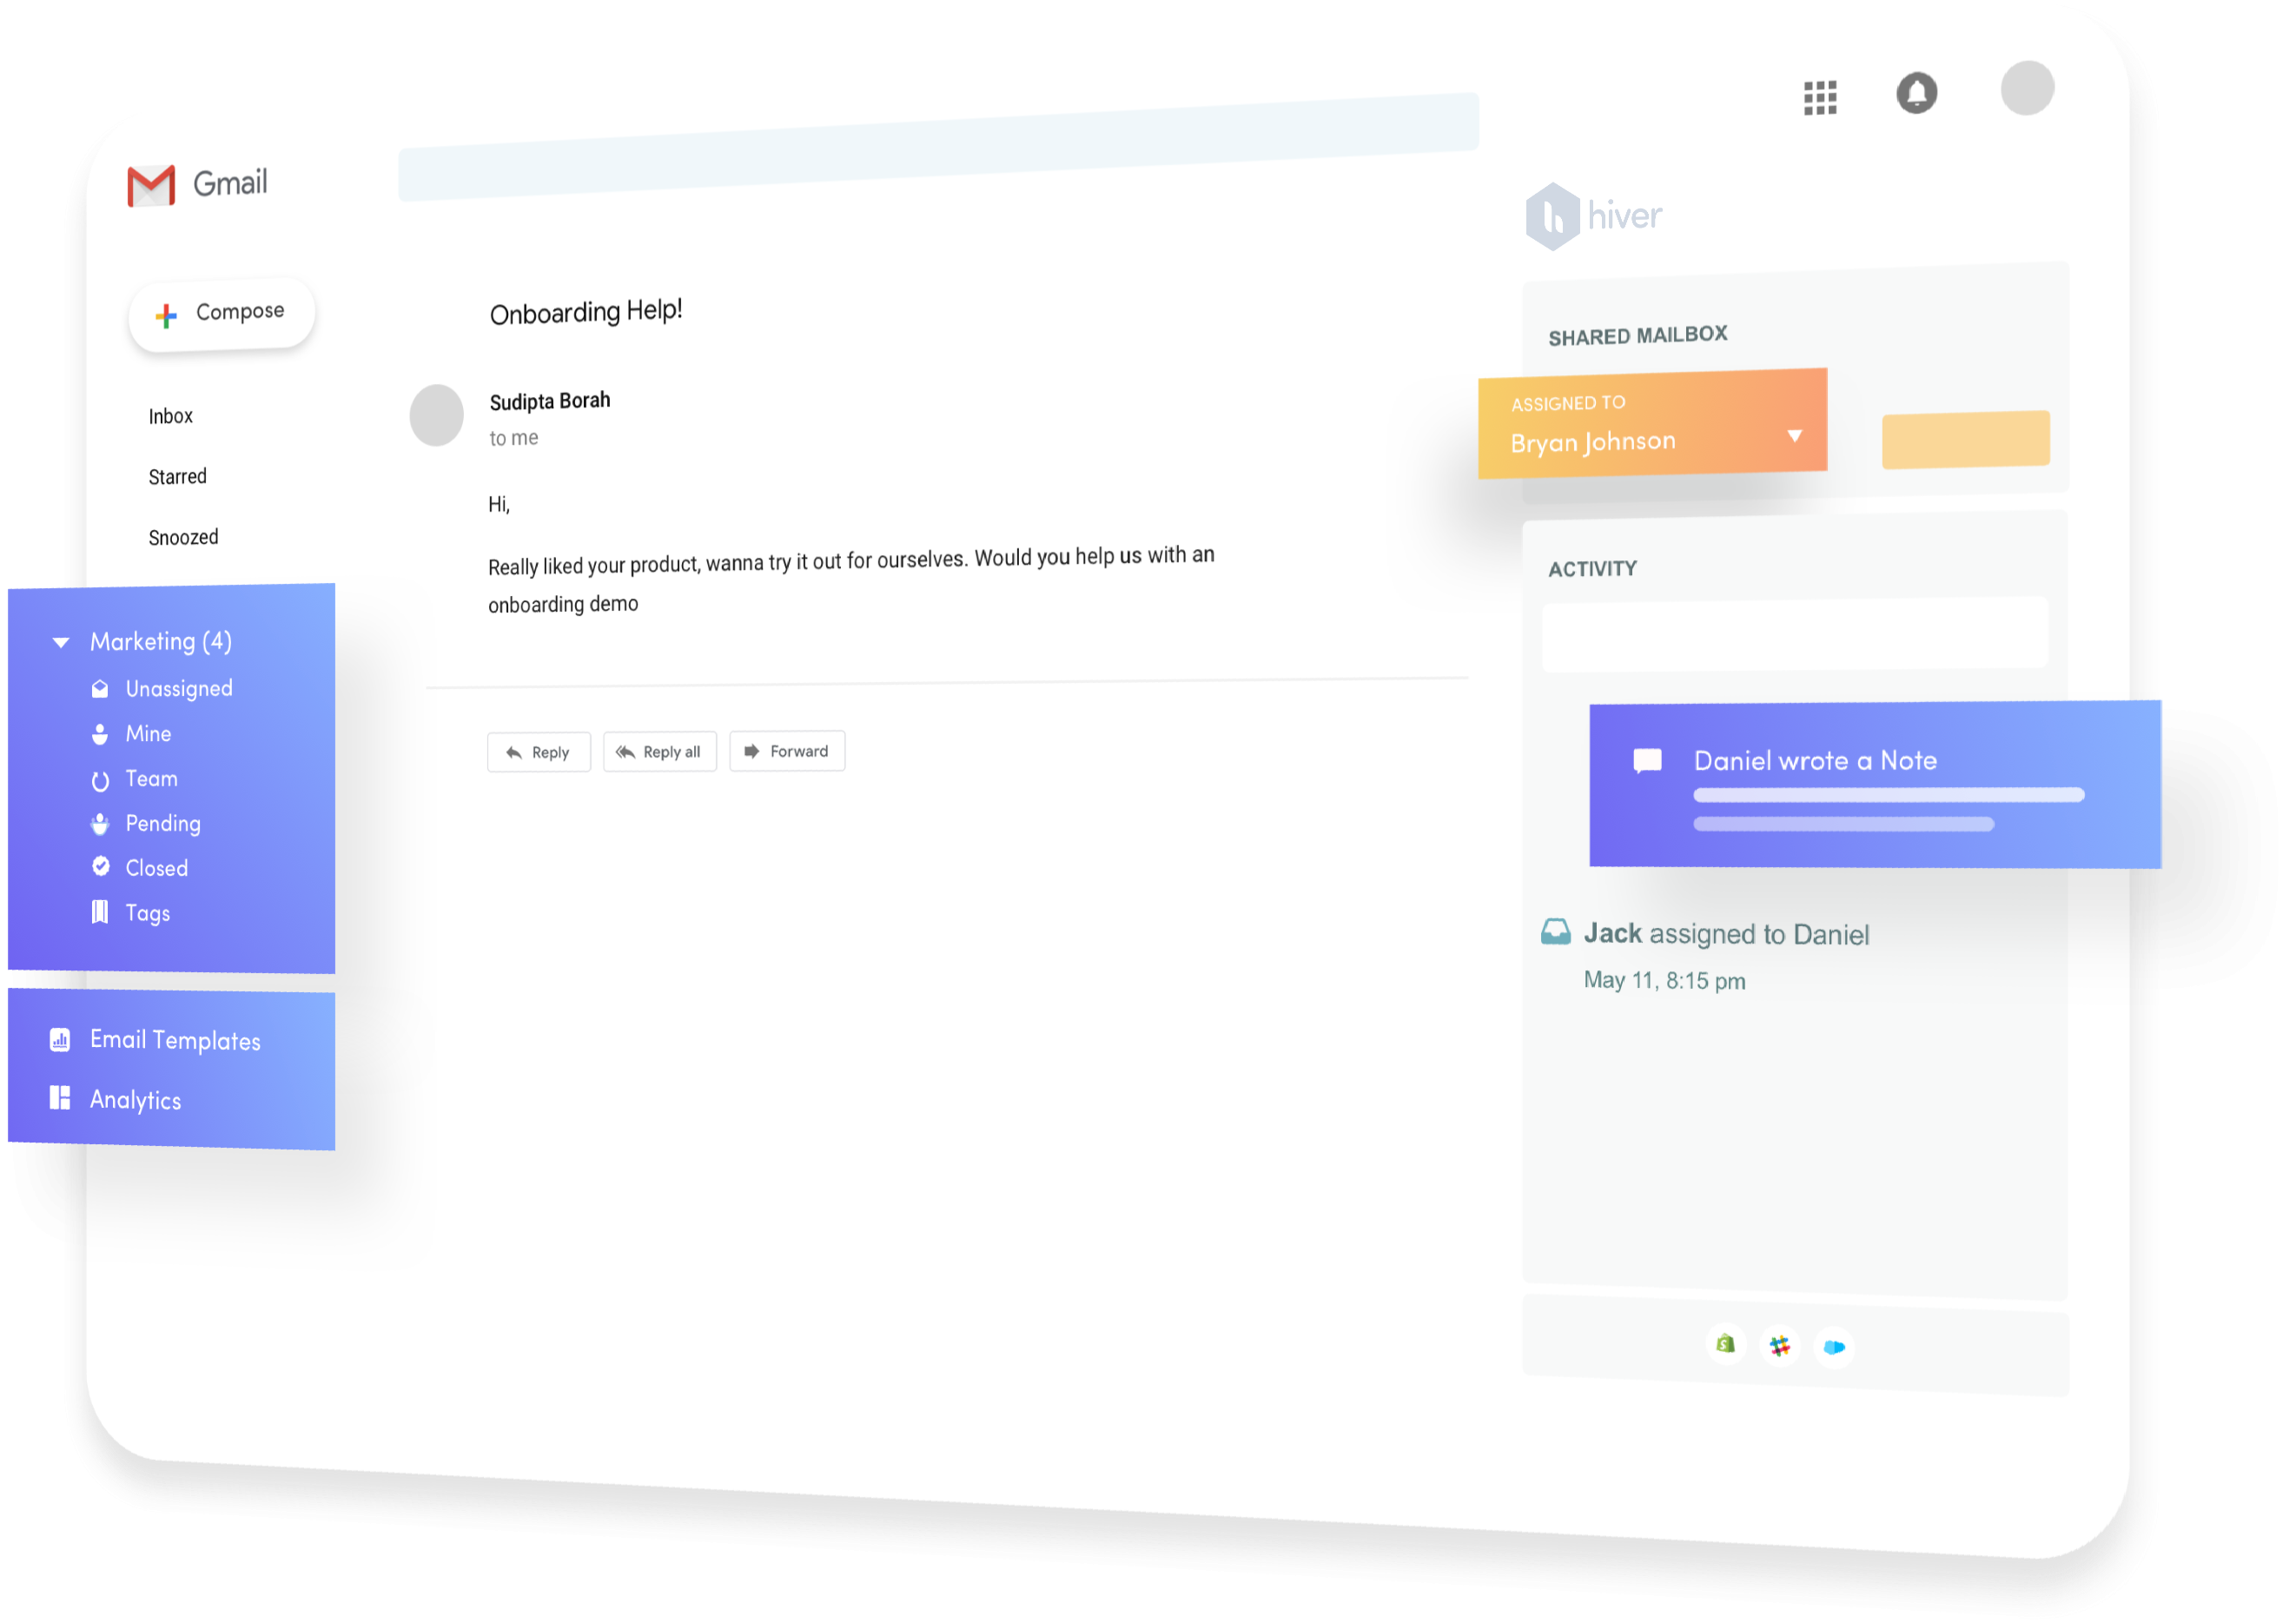 Gmail
hiver
Compose
Inbox
Starred
Snoozed
Marketing (4)
Unassigned
Mine
Team
Pending
Closed
Tags
Email Templates
Analytics
Onboarding Help!
Sudipta Borah
to me
Hi,
Really liked your product, wanna try it out for ourselves. Would you help us with an
onboarding demo
Reply
Reply all
Forward
SHARED MAILBOX
ASSIGNED TO
Bryan Johnson
ACTIVITY
Daniel wrote a Note
Jack assigned to Daniel
May 11, 8:15 pm